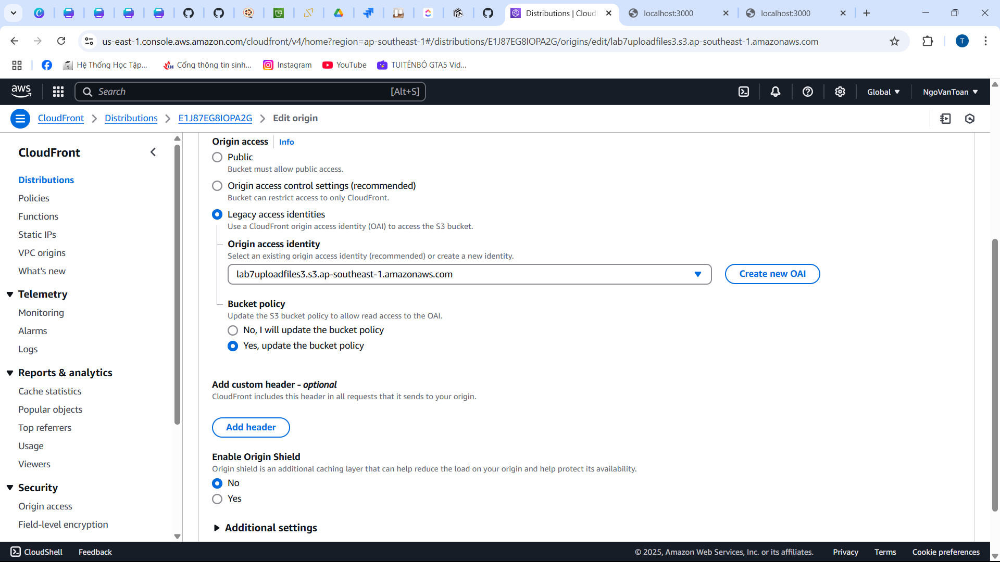 Distributions | Cloud
localhost:3000
localhost:3000
us-east-1.console.aws.amazon.com/cloudfront/v4/home?region=ap-southeast-1#/distributions/E1J87EG8IOPA2G/origins/edit/lab7uploadfiles3.s3.ap-southeast-1.amazonaws.com
T
Hệ Thống Học Tập...
Cổng thông tin sinh...
Instagram
YouTube
TUITÊNBÔ GTA5 Vid...
aws
Search
[Alt+S]
Global
NgoVanToan
CloudFront
Distributions
E1J87EG8IOPA2G
Edit origin
CloudFront
Distributions
Policies
Functions
Static IPs
VPC origins
What's new
Telemetry
Monitoring
Alarms
Logs
Reports & analytics
Cache statistics
Popular objects
Top referrers
Usage
Viewers
Security
Origin access
Field-level encryption
Origin access
Info
Public
Bucket must allow public access.
Origin access control settings (recommended)
Bucket can restrict access to only CloudFront.
Legacy access identities
Use a CloudFront origin access identity (OAI) to access the S3 bucket.
Origin access identity
Select an existing origin access identity (recommended) or create a new identity.
lab7uploadfiles3.s3.ap-southeast-1.amazonaws.com
Create new OAI
Bucket policy
Update the S3 bucket policy to allow read access to the OAI.
No, I will update the bucket policy
Yes, update the bucket policy
Add custom header - optional
CloudFront includes this header in all requests that it sends to your origin.
Add header
Enable Origin Shield
Origin shield is an additional caching layer that can help reduce the load on your origin and help protect its availability.
No
Yes
Additional settings
CloudShell
Feedback
© 2025, Amazon Web Services, Inc. or its affiliates.
Privacy
Terms
Cookie preferences